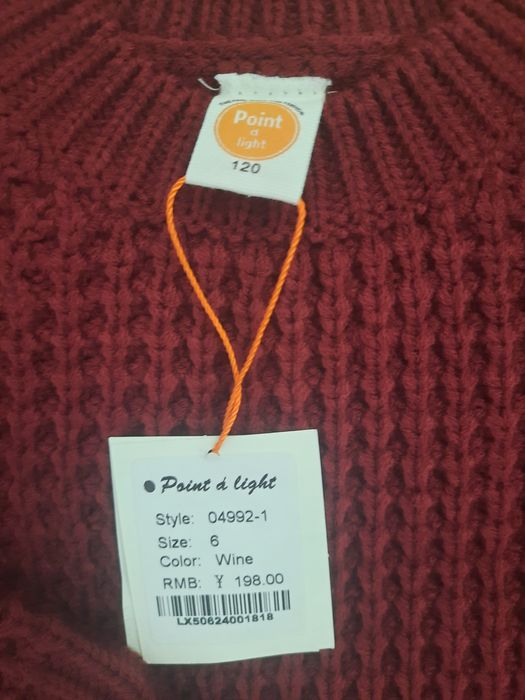 Point
a
light
120
Point á light
Style: 04992-1
Size: 6
Color: Wine
RMB: ¥ 198.00
LX50624001818